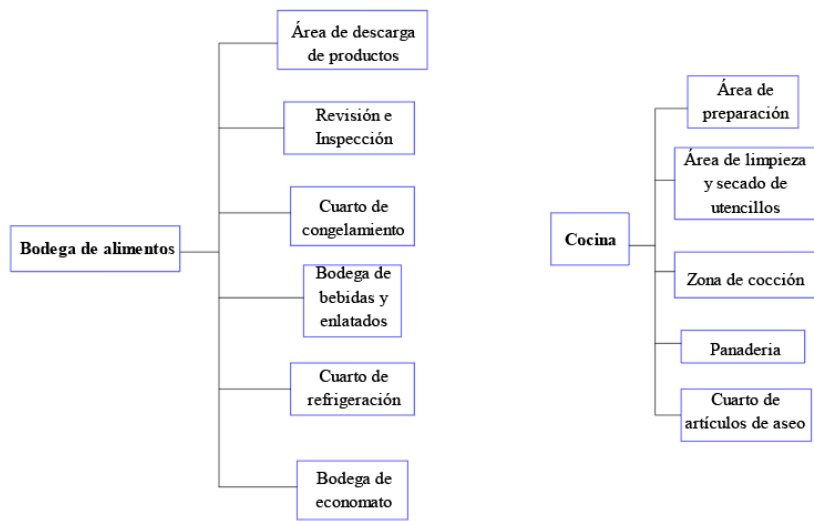 Bodega de alimentos
Área de descarga
de productos
Revisión e
Inspección
Cuarto de
congelamiento
Bodega de
bebidas y
enlatados
Cuarto de
refrigeración
Bodega de
economato
Cocina
Área de
preparación
Área de limpieza
y secado de
utencillos
Zona de cocción
Panaderia
Cuarto de
artículos de aseo